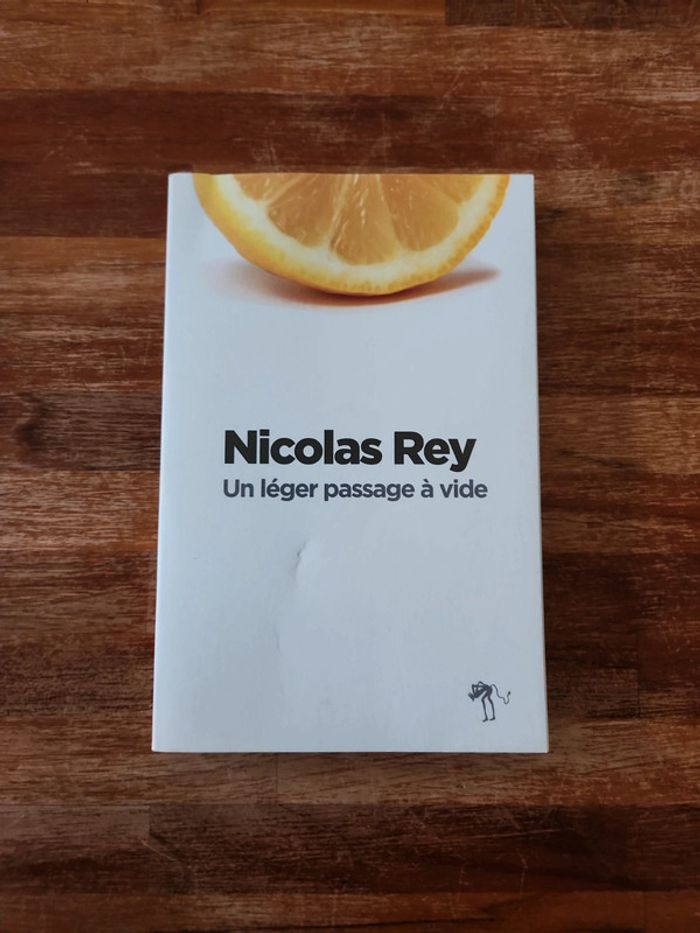 Nicolas Rey
Un léger passage à vide